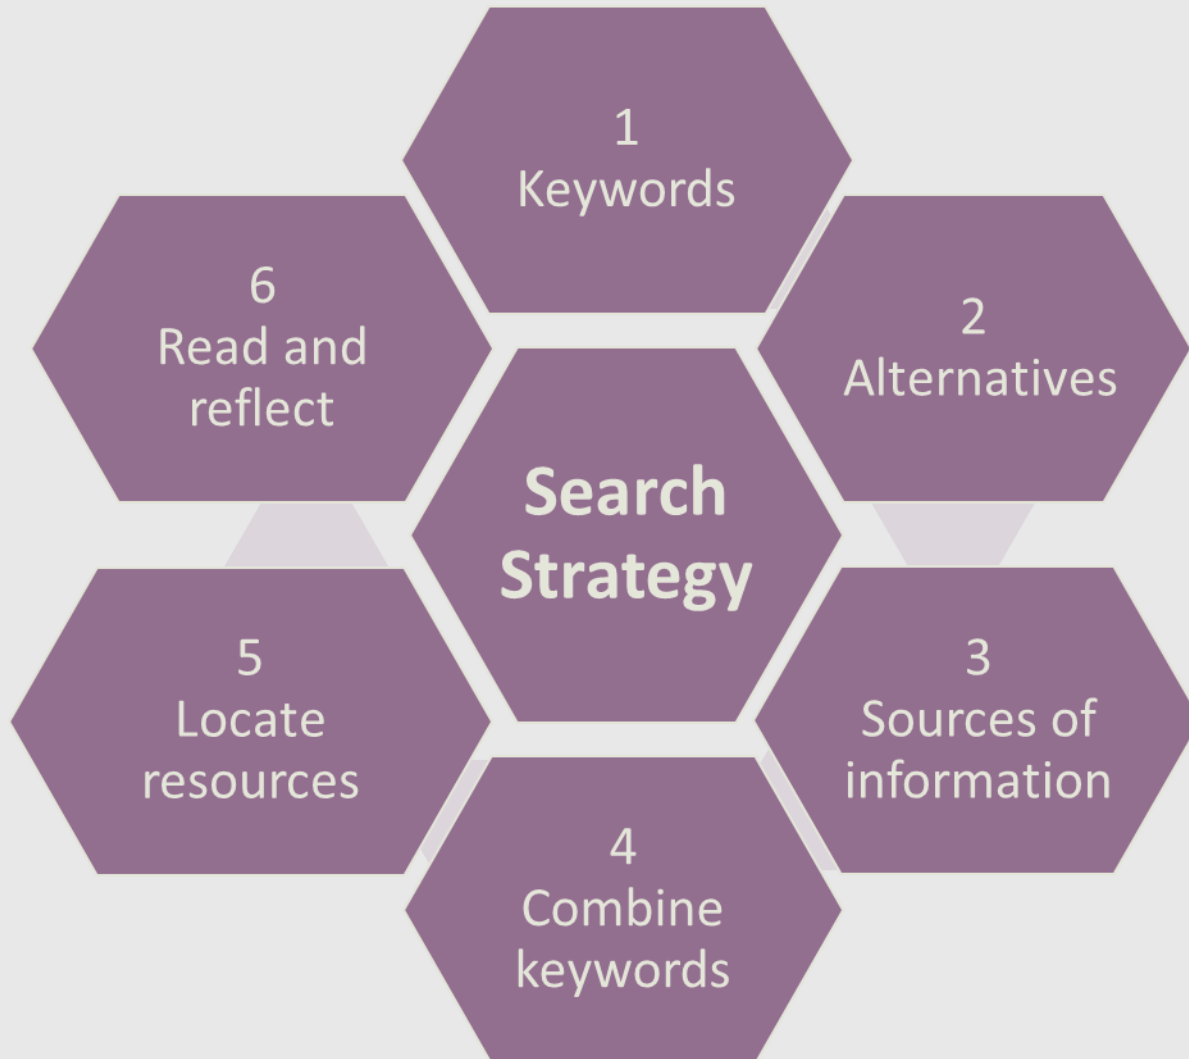 1
Keywords
2
Alternatives
3
Sources of
information
4
Combine
keywords
5
Locate
resources
6
Read and
reflect
Search
Strategy